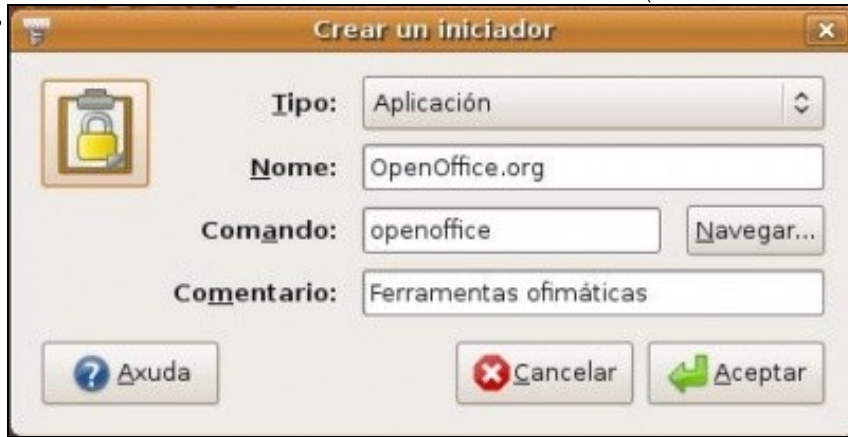 Crear un iniciador
Tipo: Aplicación
Nome: OpenOffice.org
Comando: openoffice Navegar...
Comentario: Ferramentas ofimáticas
Axuda Cancelar Aceptar